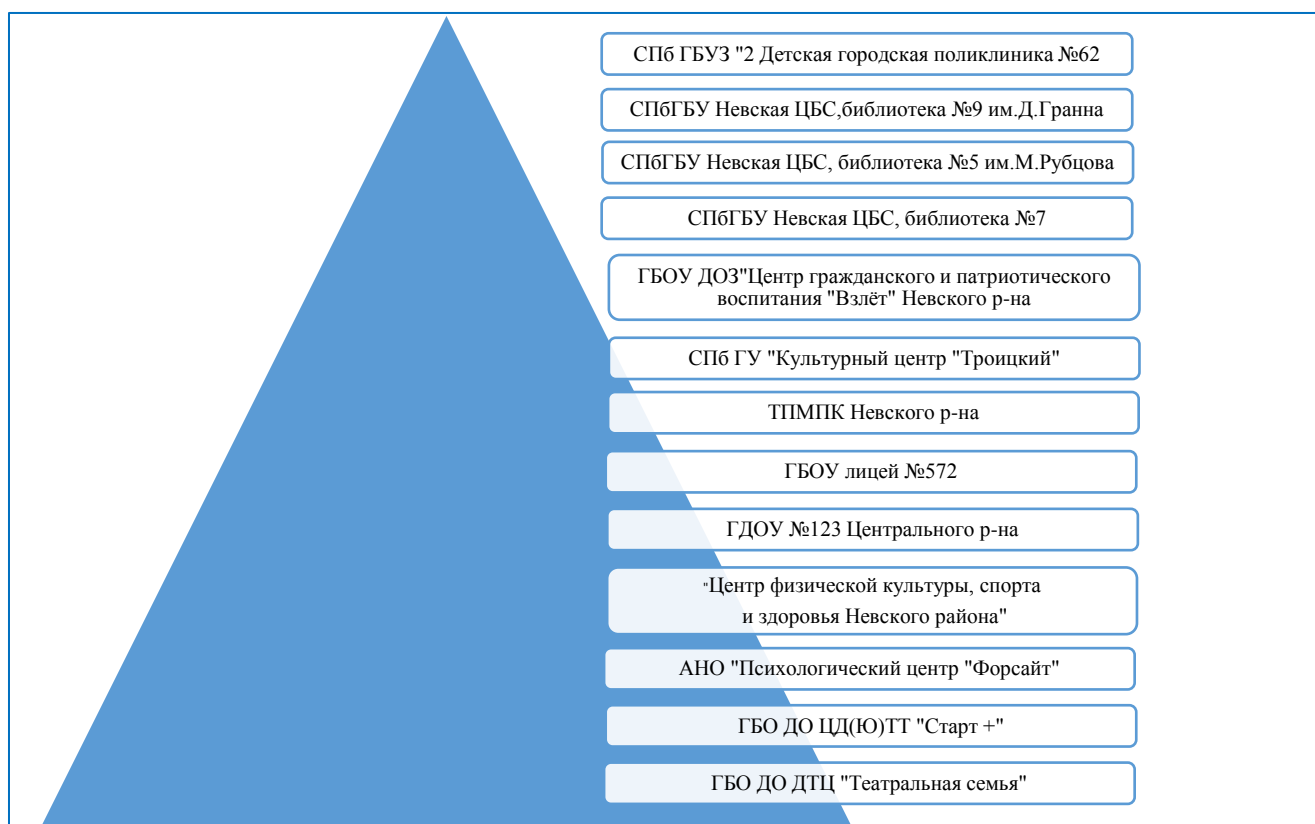 СПб ГБУЗ "2 Детская городская поликлиника №62
СПбГБУ Невская ЦБС,библиотека №9 им.Д.Гранна
СПбГБУ Невская ЦБС, библиотека №5 им.М.Рубцова
СПбГБУ Невская ЦБС, библиотека №7
ГБОУ ДОЗ"Центр гражданского и патриотического
воспитания "Взлёт" Невского р-на
СПб ГУ "Культурный центр "Троицкий"
ТПМПК Невского р-на
ГБОУ лицей №572
ГДОУ №123 Центрального р-на
"Центр физической культуры, спорта
и здоровья Невского района"
АНО "Психологический центр "Форсайт"
ГБО ДО ЦД(Ю)ТТ "Старт +"
ГБО ДО ДТЦ "Театральная семья"